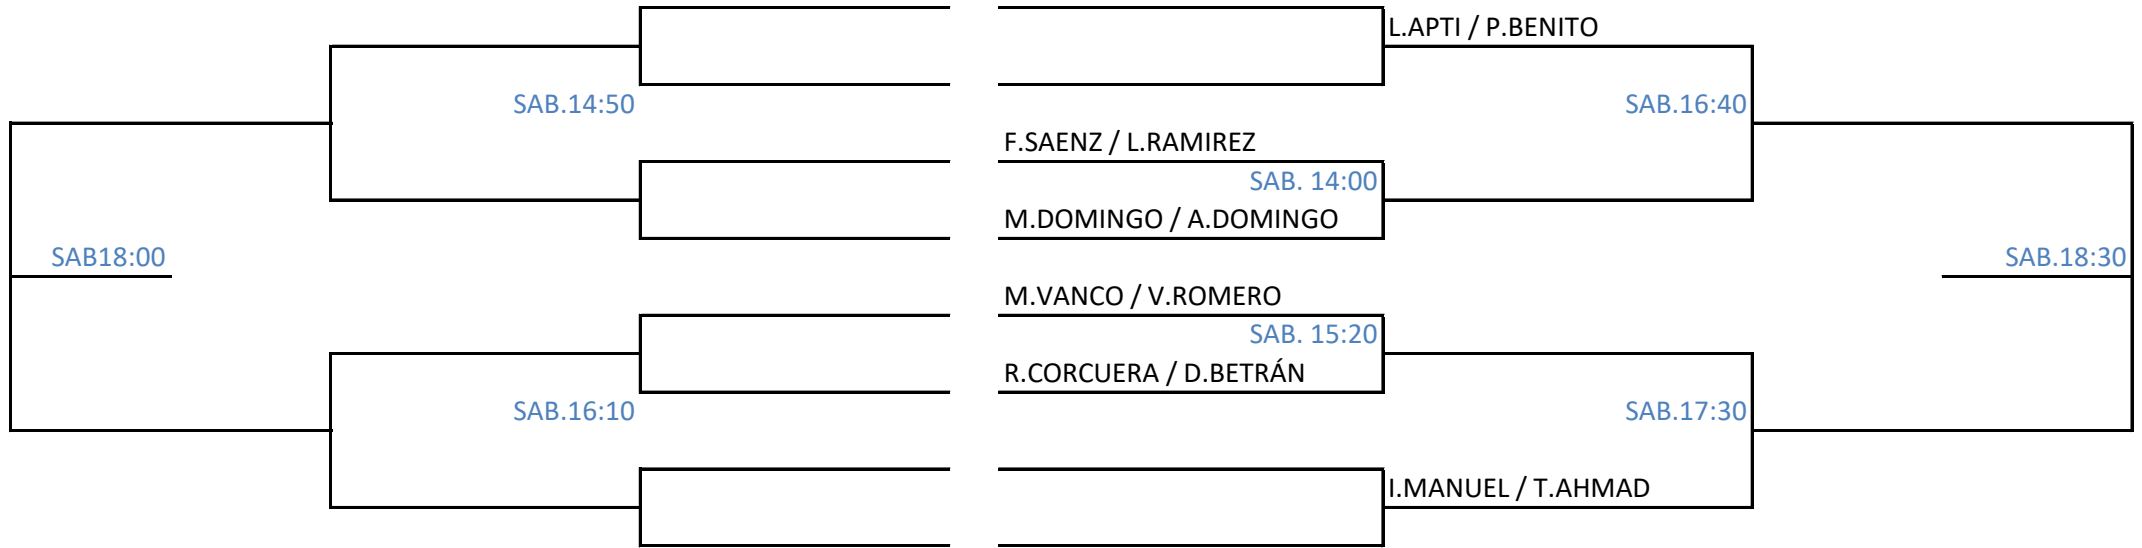 L.APTI / P.BENITO
SAB.14:50
SAB.16:40
F.SAENZ / L.RAMIREZ
SAB. 14:00
M.DOMINGO / A.DOMINGO
SAB18:00
SAB.18:30
M.VANCO / V.ROMERO
SAB. 15:20
R.CORCUERA / D.BETRÁN
SAB.16:10
SAB.17:30
I.MANUEL / T.AHMAD